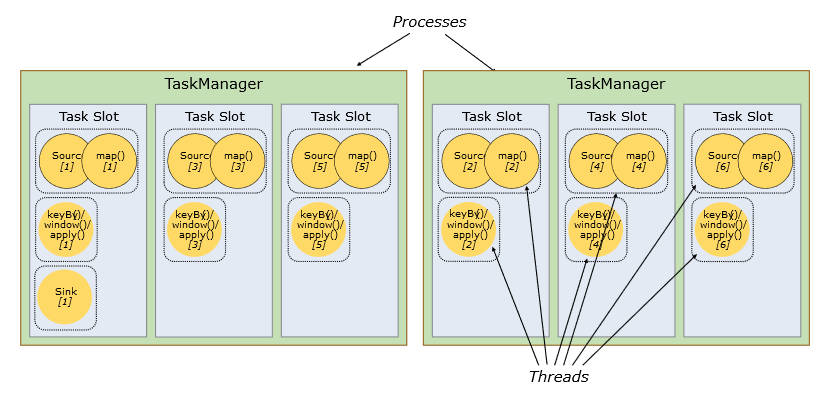 Processes
TaskManager
Task Slot
Source
[1]
map()
[1]
keyBy()/
window()/
apply()
[1]
Sink
[1]
Task Slot
Source
[3]
map()
[3]
keyBy()/
window()/
apply()
[3]
Task Slot
Source
[5]
map()
[5]
keyBy()/
window()/
apply()
[5]
TaskManager
Task Slot
Source
[2]
map()
[2]
keyBy()/
window()/
apply()
[2]
Task Slot
Source
[4]
map()
[4]
keyBy()/
window()/
apply()
[4]
Task Slot
Source
[6]
map()
[6]
keyBy()/
window()/
apply()
[6]
Threads